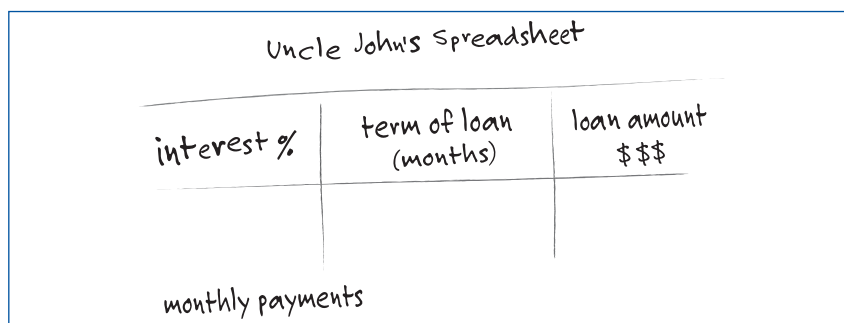 Uncle John's Spreadsheet
interest %
term of loan
(months)
loan amount
$$$
monthly payments